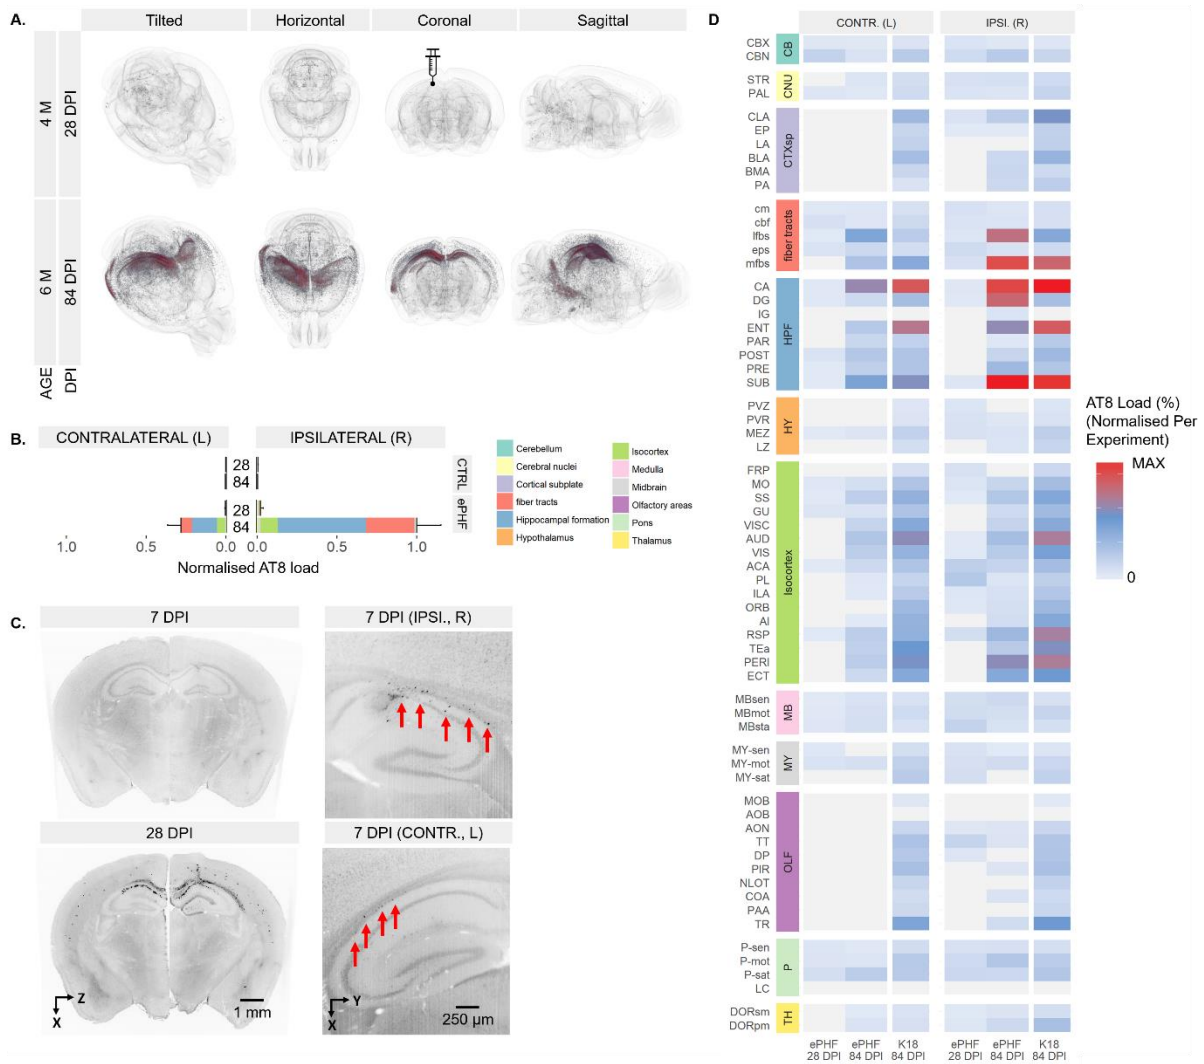 A.
Tilted
Horizontal
Coronal
Sagittal
4 M
28 DPI
6 M
84 DPI
AGE
DPI
B.
CONTRALATERAL (L)
IPSILATERAL (R)
28
84
28
84
CTRL
ePHF
1.0
0.5
0.0
0.0
0.5
1.0
Normalised AT8 load
Cerebellum
Cerebral nuclei
Cortical subplate
fiber tracts
Hippocampal formation
Hypothalamus
Isocortex
Medulla
Midbrain
Olfactory areas
Pons
Thalamus
C.
7 DPI
7 DPI (IPSI., R)
28 DPI
7 DPI (CONTR., L)
Z
X
1 mm
Y
X
250 µm
D
CONTR. (L)
IPSI. (R)
CBX
CBN
CB
STR
PAL
CNU
CLA
EP
LA
BLA
BMA
PA
CTXsp
cm
cbf
lfbs
eps
mfbs
fiber tracts
CA
DG
IG
ENT
PAR
POST
PRE
SUB
HPF
PVZ
PVR
MEZ
LZ
HY
FRP
MO
SS
GU
VISC
AUD
VIS
ACA
PL
ILA
ORB
AI
RSP
TEa
PERI
ECT
Isocortex
MBsen
MBmot
MBsta
MB
MY-sen
MY-mot
MY-sat
MY
MOB
AOB
AON
TT
DP
PIR
NLOT
COA
PAA
TR
OLF
P-sen
P-mot
P-sat
LC
P
DORsm
DORpm
TH
ePHF
28 DPI
ePHF
84 DPI
K18
84 DPI
ePHF
28 DPI
ePHF
84 DPI
K18
84 DPI
AT8 Load (%)
(Normalised Per
Experiment)
MAX
0